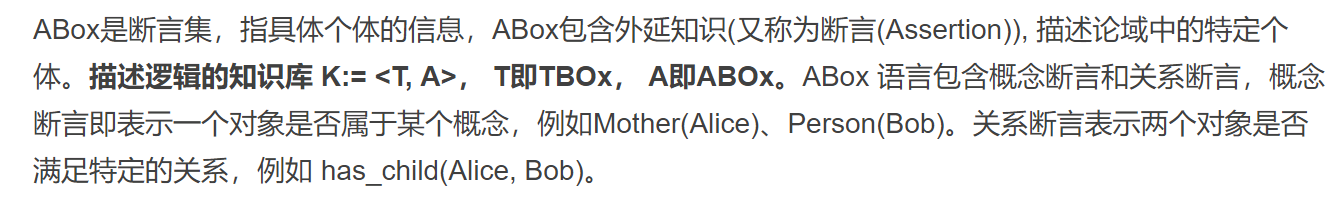 ABox是断言集，指具体个体的信息，ABox包含外延知识(又称为断言(Assertion)), 描述论域中的特定个
体。描述逻辑的知识库 K:= <T, A>， T即TBOx， A即ABOx。ABox 语言包含概念断言和关系断言，概念
断言即表示一个对象是否属于某个概念，例如Mother(Alice)、Person(Bob)。关系断言表示两个对象是否
满足特定的关系，例如 has_child(Alice, Bob)。